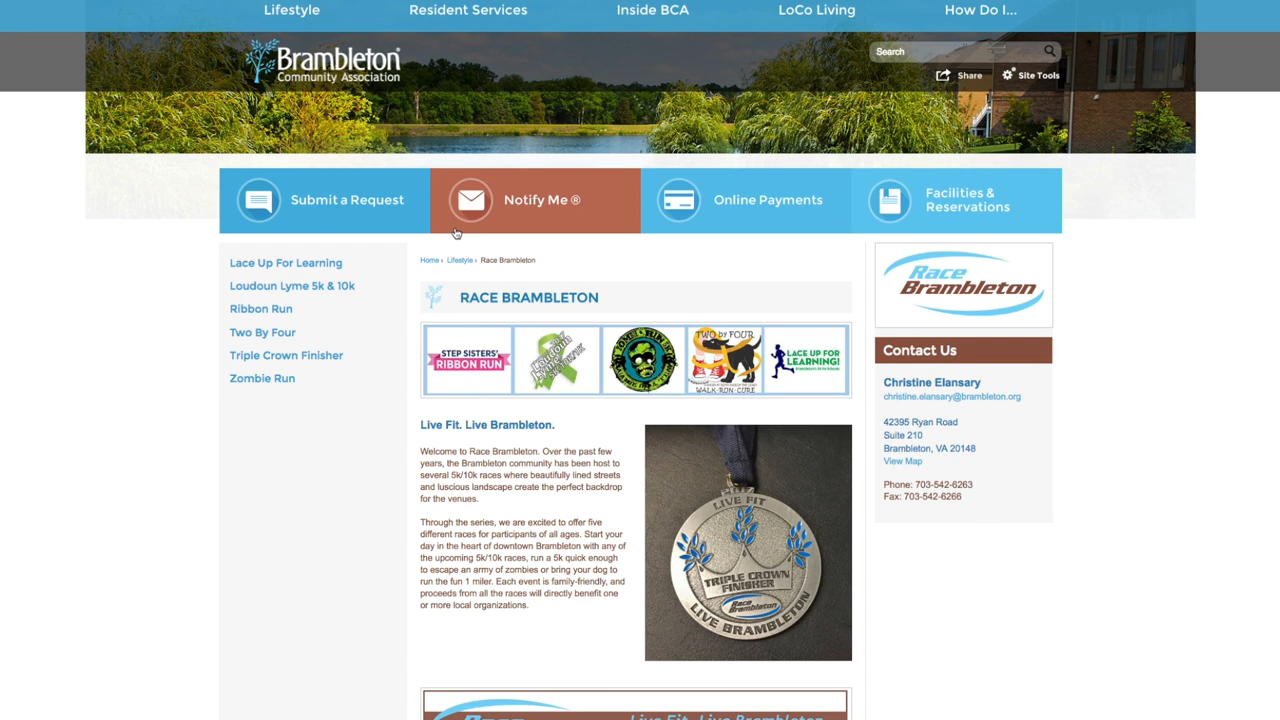 Lifestyle
Resident Services
Inside BCA
LoCo Living
How Do I...
Brambleton
Community Association
Search
Share
Site Tools
Submit a Request
Notify Me ®
Online Payments
Facilities &
Reservations
Lace Up For Learning
Loudoun Lyme 5k & 10k
Ribbon Run
Two By Four
Triple Crown Finisher
Zombie Run
Home › Lifestyle › Race Brambleton
RACE BRAMBLETON
STEP SISTERS'
RIBBON RUN
TWO by FOUR
WALK·RUN·CURE
LACE UP FOR
LEARNING!
Live Fit. Live Brambleton.
Welcome to Race Brambleton. Over the past few
years, the Brambleton community has been host to
several 5k/10k races where beautifully lined streets
and luscious landscape create the perfect backdrop
for the venues.
Through the series, we are excited to offer five
different races for participants of all ages. Start your
day in the heart of downtown Brambleton with any of
the upcoming 5k/10k races, run a 5k quick enough
to escape an army of zombies or bring your dog to
run the fun 1 miler. Each event is family-friendly, and
proceeds from all the races will directly benefit one
or more local organizations.
2017
LIVE FIT
TRIPLE CROWN
FINISHER
Race
Brambleton
LIVE BRAMBLETON
Race
Brambleton
Contact Us
Christine Elansary
christine.elansary@brambleton.org
42395 Ryan Road
Suite 210
Brambleton, VA 20148
View Map
Phone: 703-542-6263
Fax: 703-542-6266
Race
Live Fit. Live Brambleton